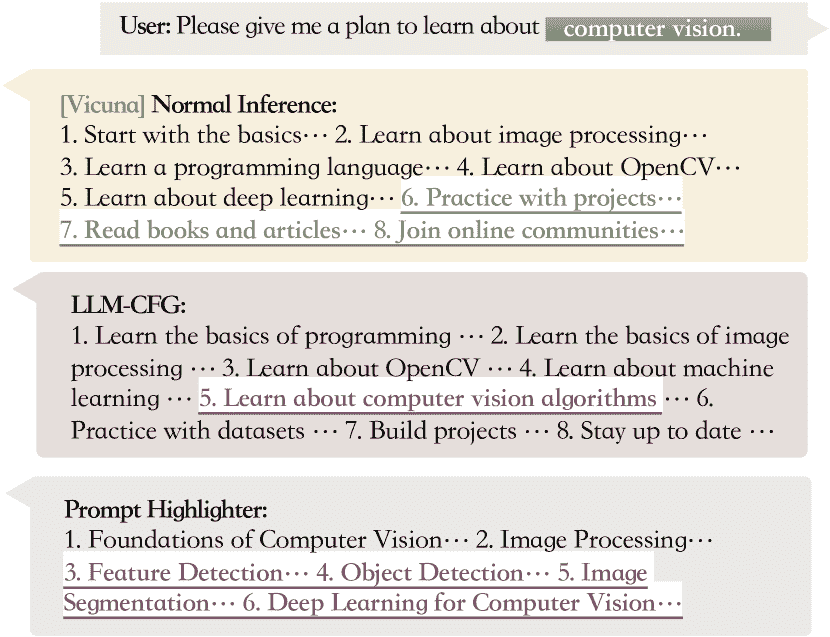 User: Please give me a plan to learn about computer vision.
[Vicuna] Normal Inference:
1. Start with the basics··· 2. Learn about image processing···
3. Learn a programming language··· 4. Learn about OpenCV···
5. Learn about deep learning··· 6. Practice with projects···
7. Read books and articles··· 8. Join online communities···
LLM-CFG:
1. Learn the basics of programming ··· 2. Learn the basics of image
processing ··· 3. Learn about OpenCV ··· 4. Learn about machine
learning ··· 5. Learn about computer vision algorithms ··· 6.
Practice with datasets ··· 7. Build projects ··· 8. Stay up to date ···
Prompt Highlighter:
1. Foundations of Computer Vision··· 2. Image Processing···
3. Feature Detection··· 4. Object Detection··· 5. Image
Segmentation··· 6. Deep Learning for Computer Vision···